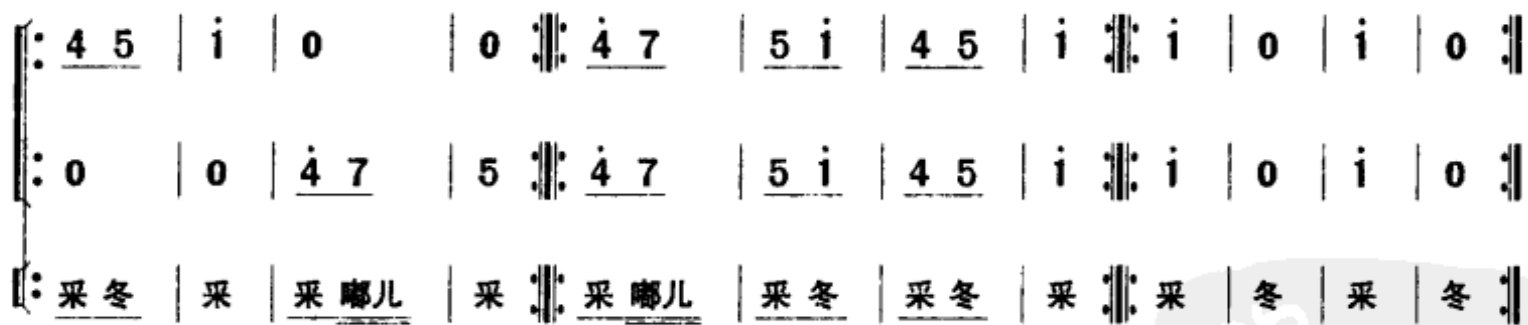 4 5 | i̇ | 0 | 0 :‖: 4̇ 7 | 5 i̇ | 4 5 | i̇ :‖: i̇ | 0 | i̇ | 0 :‖
0 | 0 | 4̇ 7 | 5 :‖: 4̇ 7 | 5 i̇ | 4 5 | i̇ :‖: i̇ | 0 | i̇ | 0 :‖
采 冬 | 采 | 采 嘟儿 | 采 :‖: 采 嘟儿 | 采 冬 | 采 冬 | 采 :‖: 采 | 冬 | 采 | 冬 :‖